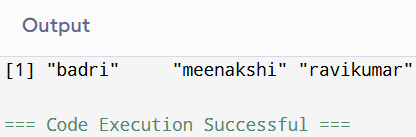 Output
[1] "badri"     "meenakshi" "ravikumar"
=== Code Execution Successful ===